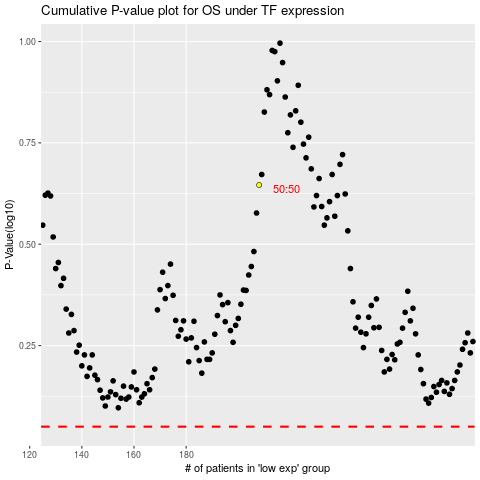 Cumulative P-value plot for OS under TF expression
P-Value(log10)
1.00
0.75
0.50
0.25
50:50
120 140 160 180
# of patients in 'low exp' group